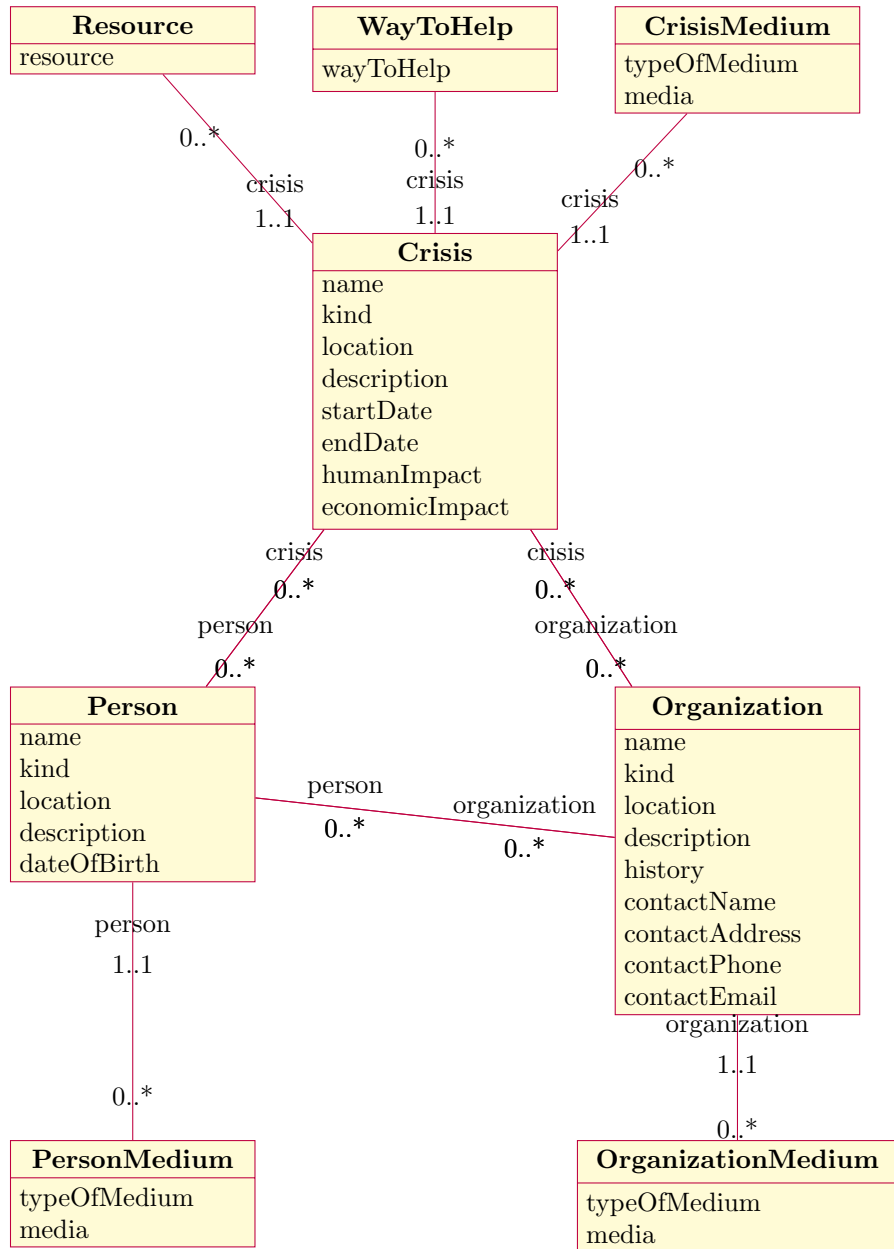 Resource
resource
WayToHelp
wayToHelp
CrisisMedium
typeOfMedium
media
0..*
crisis
1..1
0..*
crisis
1..1
0..*
crisis
1..1
Crisis
name
kind
location
description
startDate
endDate
humanImpact
economicImpact
crisis
0..*
person
0..*
crisis
0..*
organization
0..*
Person
name
kind
location
description
dateOfBirth
person
0..*
organization
0..*
Organization
name
kind
location
description
history
contactName
contactAddress
contactPhone
contactEmail
person
1..1
0..*
organization
1..1
0..*
PersonMedium
typeOfMedium
media
OrganizationMedium
typeOfMedium
media